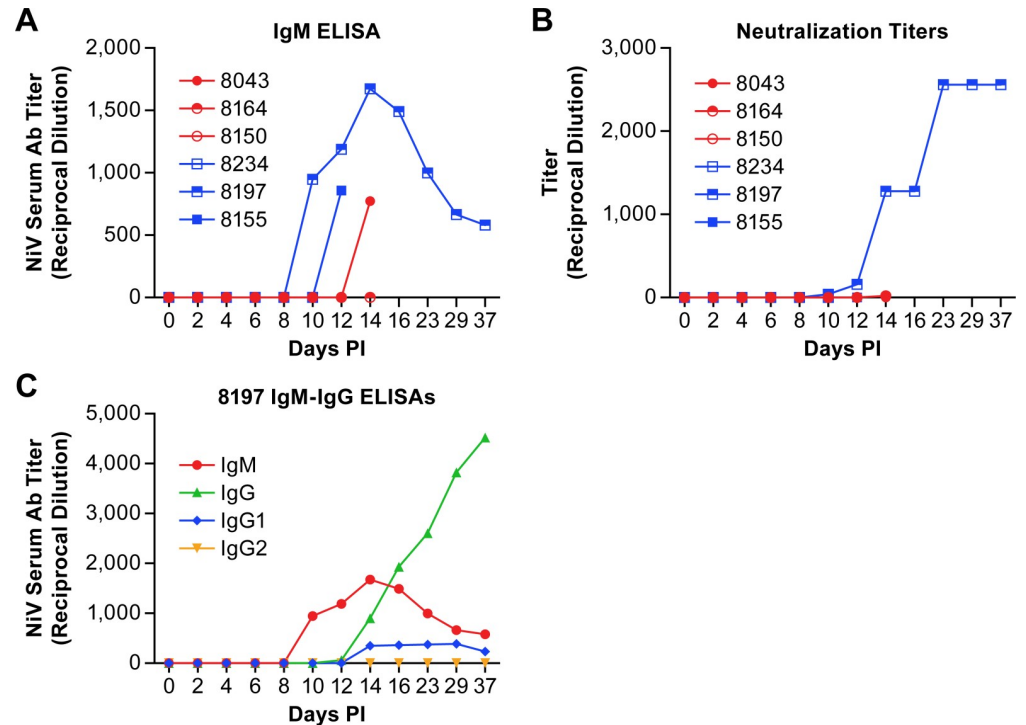 A
IgM ELISA
NiV Serum Ab Titer
(Reciprocal Dilution)
2,000
1,500
1,000
500
0
8043
8164
8150
8234
8197
8155
0 2 4 6 8 10 12 14 16 23 29 37
Days PI
B
Neutralization Titers
Titer
(Reciprocal Dilution)
3,000
2,000
1,000
0
8043
8164
8150
8234
8197
8155
0 2 4 6 8 10 12 14 16 23 29 37
Days PI
C
8197 IgM-IgG ELISAs
NiV Serum Ab Titer
(Reciprocal Dilution)
5,000
4,000
3,000
2,000
1,000
0
IgM
IgG
IgG1
IgG2
0 2 4 6 8 10 12 14 16 23 29 37
Days PI